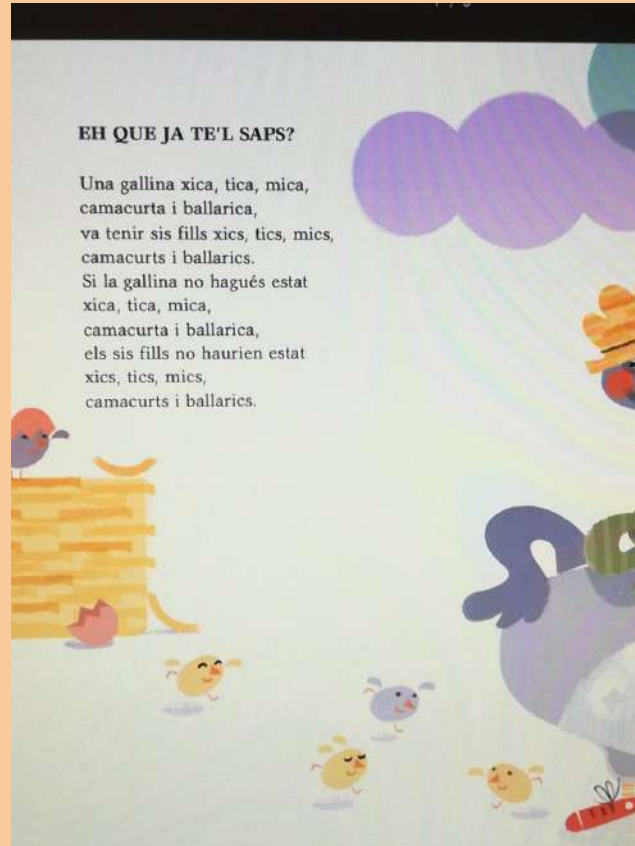 EH QUE JA TE'L SAPS?
Una gallina xica, tica, mica,
camacurta i ballarica,
va tenir sis fills xics, tics, mics,
camacurts i ballarics.
Si la gallina no hagués estat
xica, tica, mica,
camacurta i ballarica,
els sis fills no haurien estat
xics, tics, mics,
camacurts i ballarics.